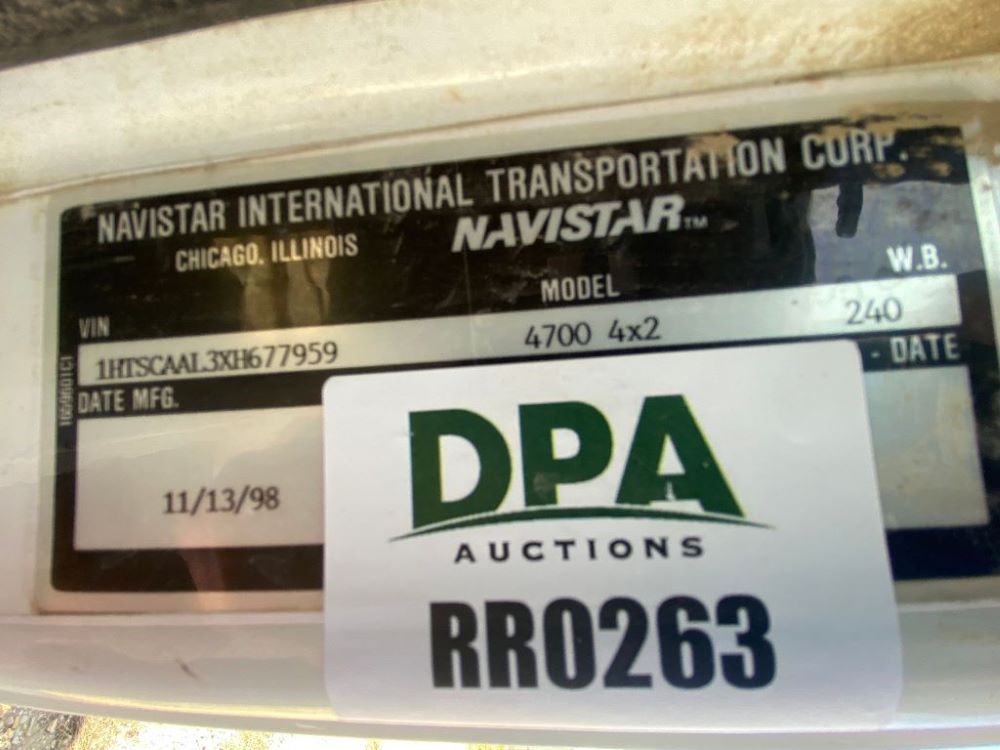 NAVISTAR INTERNATIONAL TRANSPORTATION CORP.
CHICAGO, ILLINOIS NAVISTAR™
VIN MODEL W.B.
1HTSCAAL3XH677959 4700 4x2 240
DATE MFG. - DATE
11/13/98
DPA
AUCTIONS
RR0263